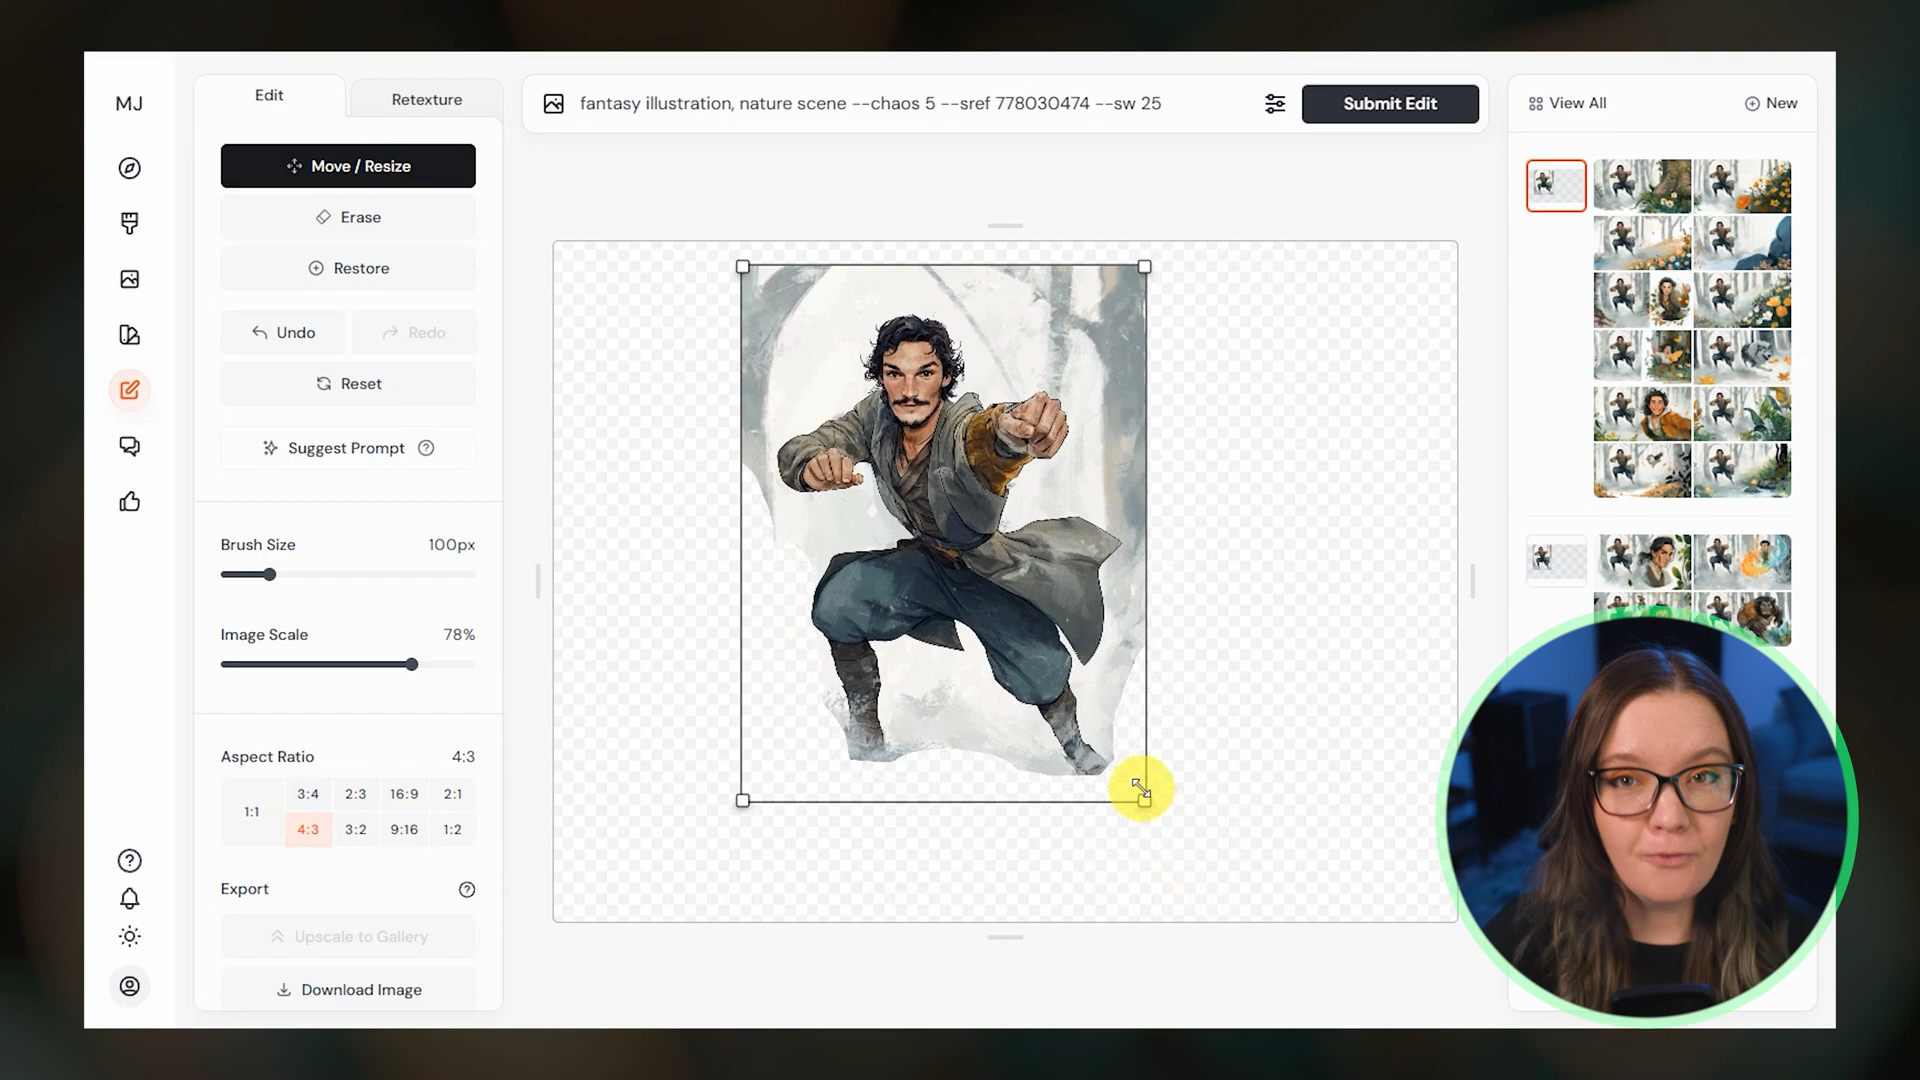 MJ
Edit
Retexture
fantasy illustration, nature scene --chaos 5 --sref 778030474 --sw 25
Submit Edit
View All
New
Move / Resize
Erase
Restore
Undo
Redo
Reset
Suggest Prompt
Brush Size 100px
Image Scale 78%
Aspect Ratio 4:3
1:1
3:4 2:3 16:9 2:1
4:3 3:2 9:16 1:2
Export
Upscale to Gallery
Download Image